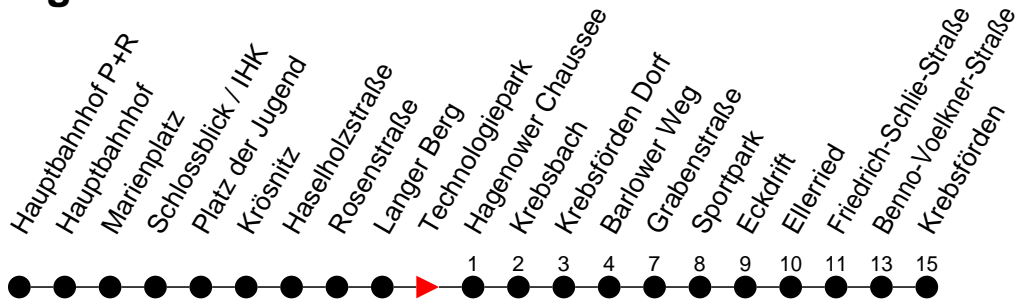 Hauptbahnhof P+R
Hauptbahnhof
Marienplatz
Schlossblick / IHK
Platz der Jugend
Krösnitz
Haselholzstraße
Rosenstraße
Langer Berg
Technologiepark
Hagenower Chaussee
Krebsbach
Krebsförden Dorf
Barlower Weg
Grabenstraße
Sportpark
Eckdrift
Ellerried
Friedrich-Schlie-Straße
Benno-Voelkner-Straße
Krebsförden
1 2 3 4 7 8 9 10 11 13 15